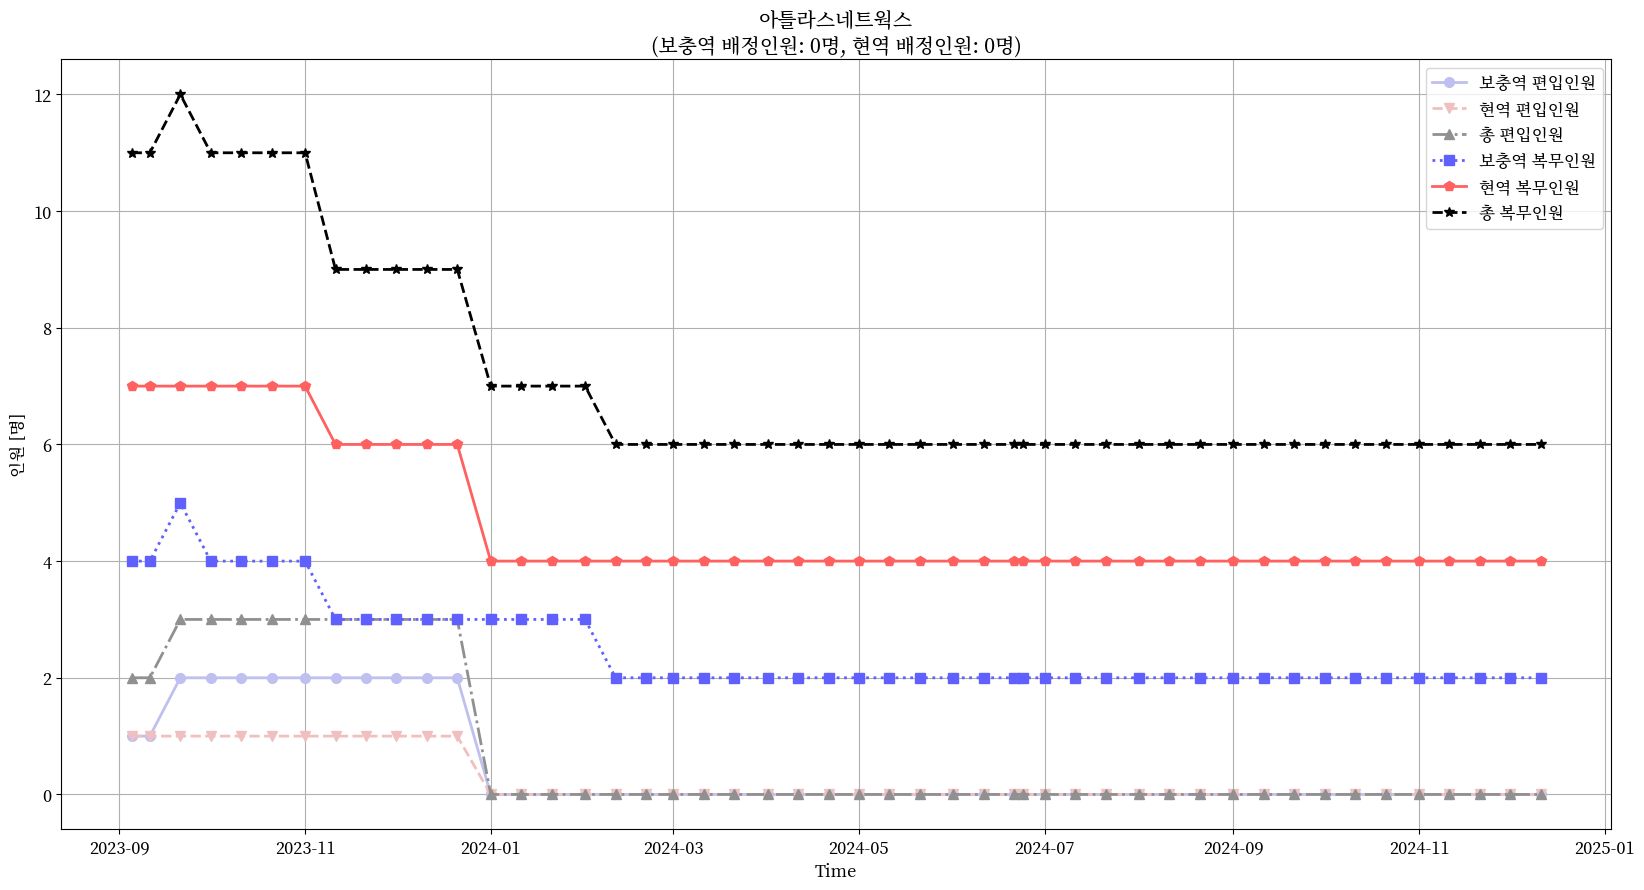 아틀라스네트웍스
(보충역 배정인원: 0명, 현역 배정인원: 0명)
보충역 편입인원
현역 편입인원
총 편입인원
보충역 복무인원
현역 복무인원
총 복무인원
인원 [명]
12
10
8
6
4
2
0
2023-09
2023-11
2024-01
2024-03
2024-05
2024-07
2024-09
2024-11
2025-01
Time